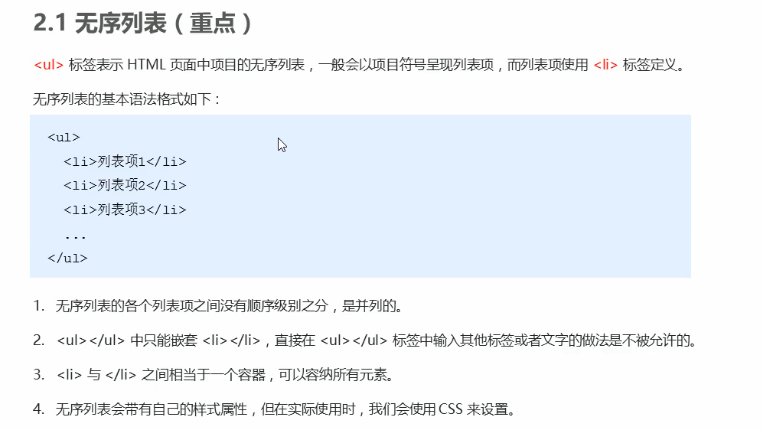 2.1 无序列表（重点）
<ul> 标签表示 HTML 页面中项目的无序列表，一般会以项目符号呈现列表项，而列表项使用 <li> 标签定义。
无序列表的基本语法格式如下：
<ul>
<li>列表项1</li>
<li>列表项2</li>
<li>列表项3</li>
...
</ul>
1. 无序列表的各个列表项之间没有顺序级别之分，是并列的。
2. <ul></ul> 中只能嵌套 <li></li>，直接在 <ul></ul> 标签中输入其他标签或者文字的做法是不被允许的。
3. <li> 与 </li> 之间相当于一个容器，可以容纳所有元素。
4. 无序列表会带有自己的样式属性，但在实际使用时，我们会使用 CSS 来设置。